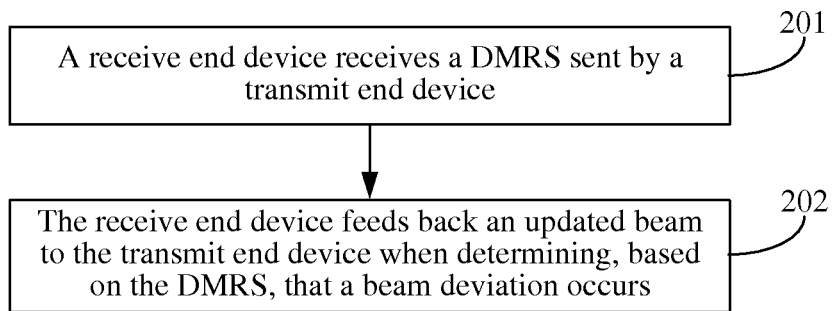 201
A receive end device receives a DMRS sent by a
transmit end device
202
The receive end device feeds back an updated beam
to the transmit end device when determining, based
on the DMRS, that a beam deviation occurs